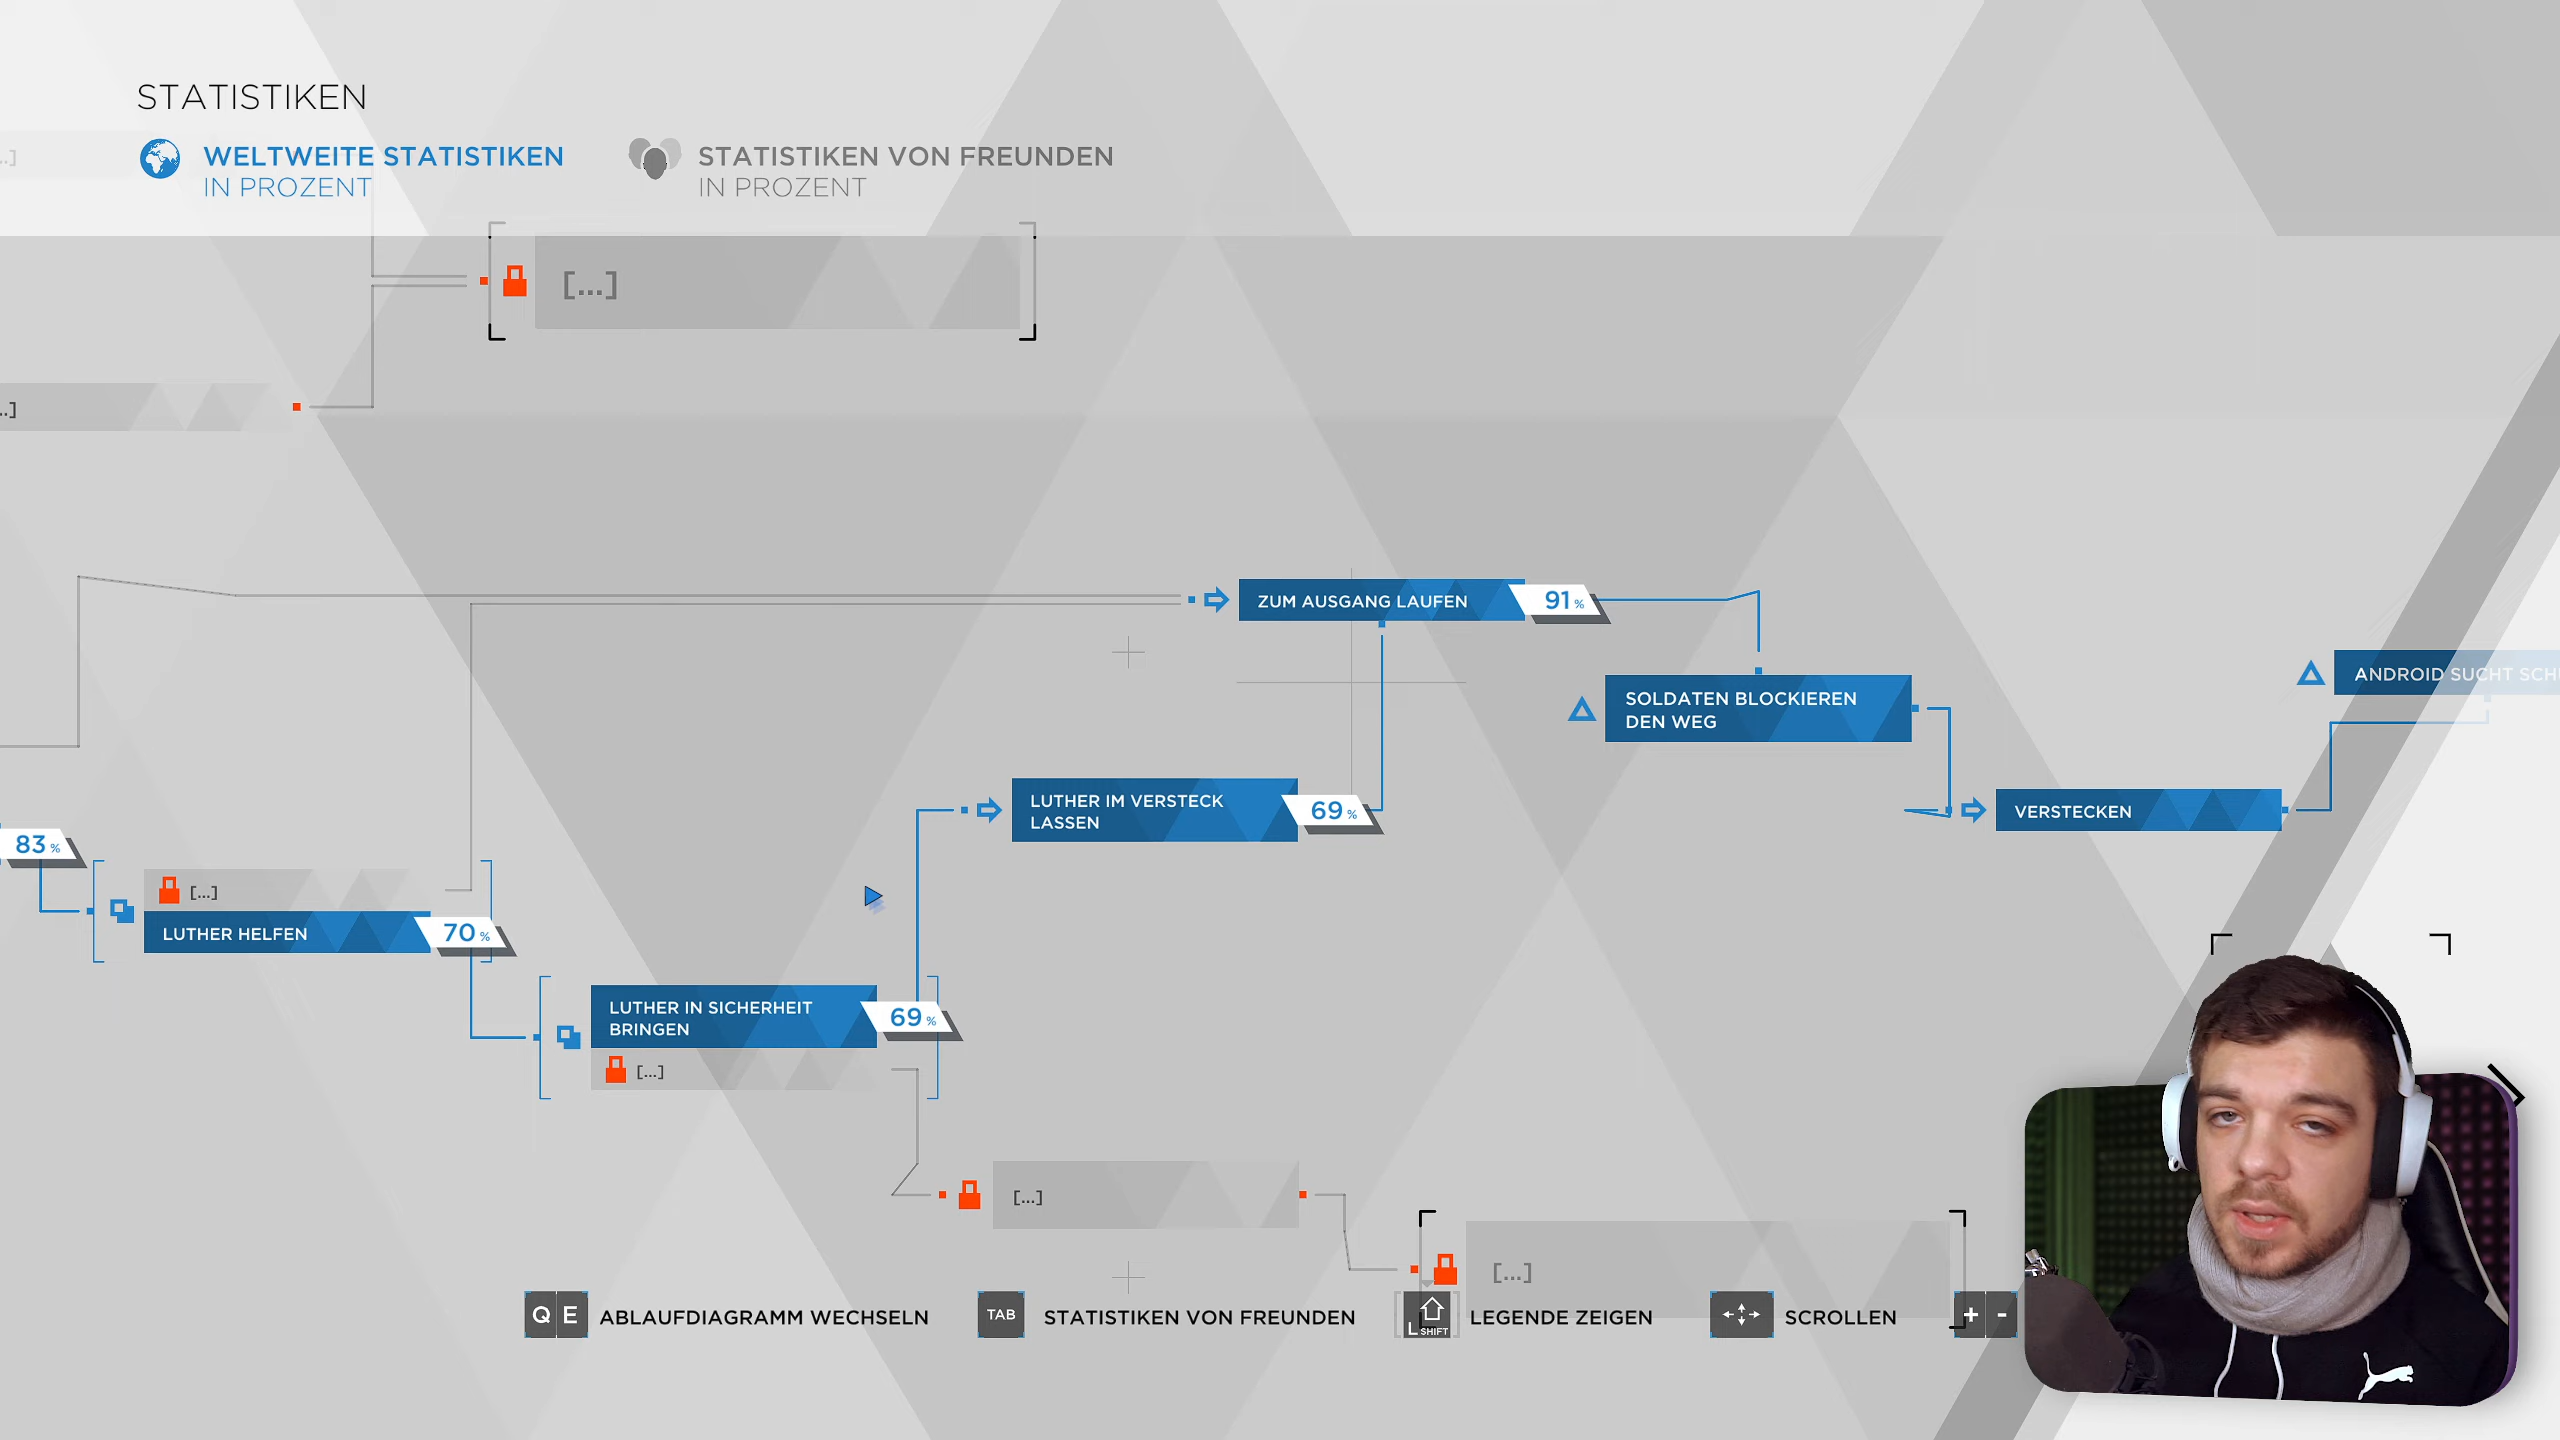 STATISTIKEN
WELTWEITE STATISTIKEN
IN PROZENT
STATISTIKEN VON FREUNDEN
IN PROZENT
[...]
ZUM AUSGANG LAUFEN
91 %
ANDROID SUCHT
SOLDATEN BLOCKIEREN
DEN WEG
LUTHER IM VERSTECK
LASSEN
69 %
VERSTECKEN
83 %
[...]
LUTHER HELFEN
70 %
LUTHER IN SICHERHEIT
BRINGEN
69 %
[...]
[...]
[...]
Q E ABLAUFDIAGRAMM WECHSELN
TAB STATISTIKEN VON FREUNDEN
L SHIFT LEGENDE ZEIGEN
SCROLLEN
+ -